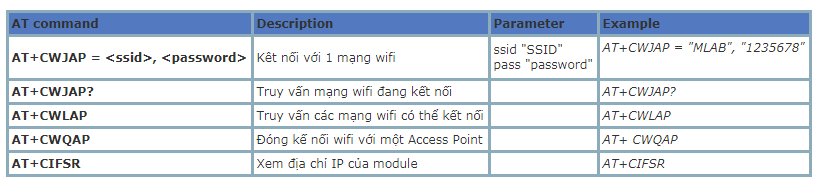 AT command Description Parameter Example
AT+CWJAP = <ssid>, <password> Kêt nối với 1 mạng wifi ssid "SSID" AT+CWJAP = "MLAB", "1235678"
pass "password"
AT+CWJAP? Truy vấn mạng wifi đang kết nối AT+CWJAP?
AT+CWLAP Truy vấn các mạng wifi có thể kết nối AT+CWLAP
AT+CWQAP Đóng kế nối wifi với một Access Point AT+ CWQAP
AT+CIFSR Xem địa chỉ IP của module AT+CIFSR